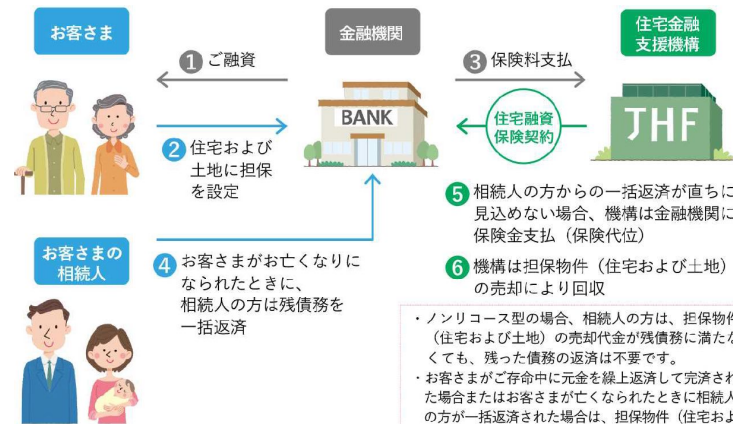 お客さま
金融機関
住宅金融
支援機構
❶ ご融資
❸ 保険料支払
BANK
住宅融資
保険契約
JHF
❷ 住宅および
土地に担保
を設定
❺ 相続人の方からの一括返済が直ちに
見込めない場合、機構は金融機関に
保険金支払（保険代位）
お客さまの
相続人
❹ お客さまがお亡くなりに
なられたときに、
相続人の方は残債務を
一括返済
❻ 機構は担保物件（住宅および土地）
の売却により回収
・ノンリコース型の場合、相続人の方は、担保物件
（住宅および土地）の売却代金が残債務に満たな
くても、残った債務の返済は不要です。
・お客さまがご存命中に元金を繰上返済して完済され
た場合またはお客さまが亡くなられたときに相続人
の方が一括返済された場合は、担保物件（住宅およ